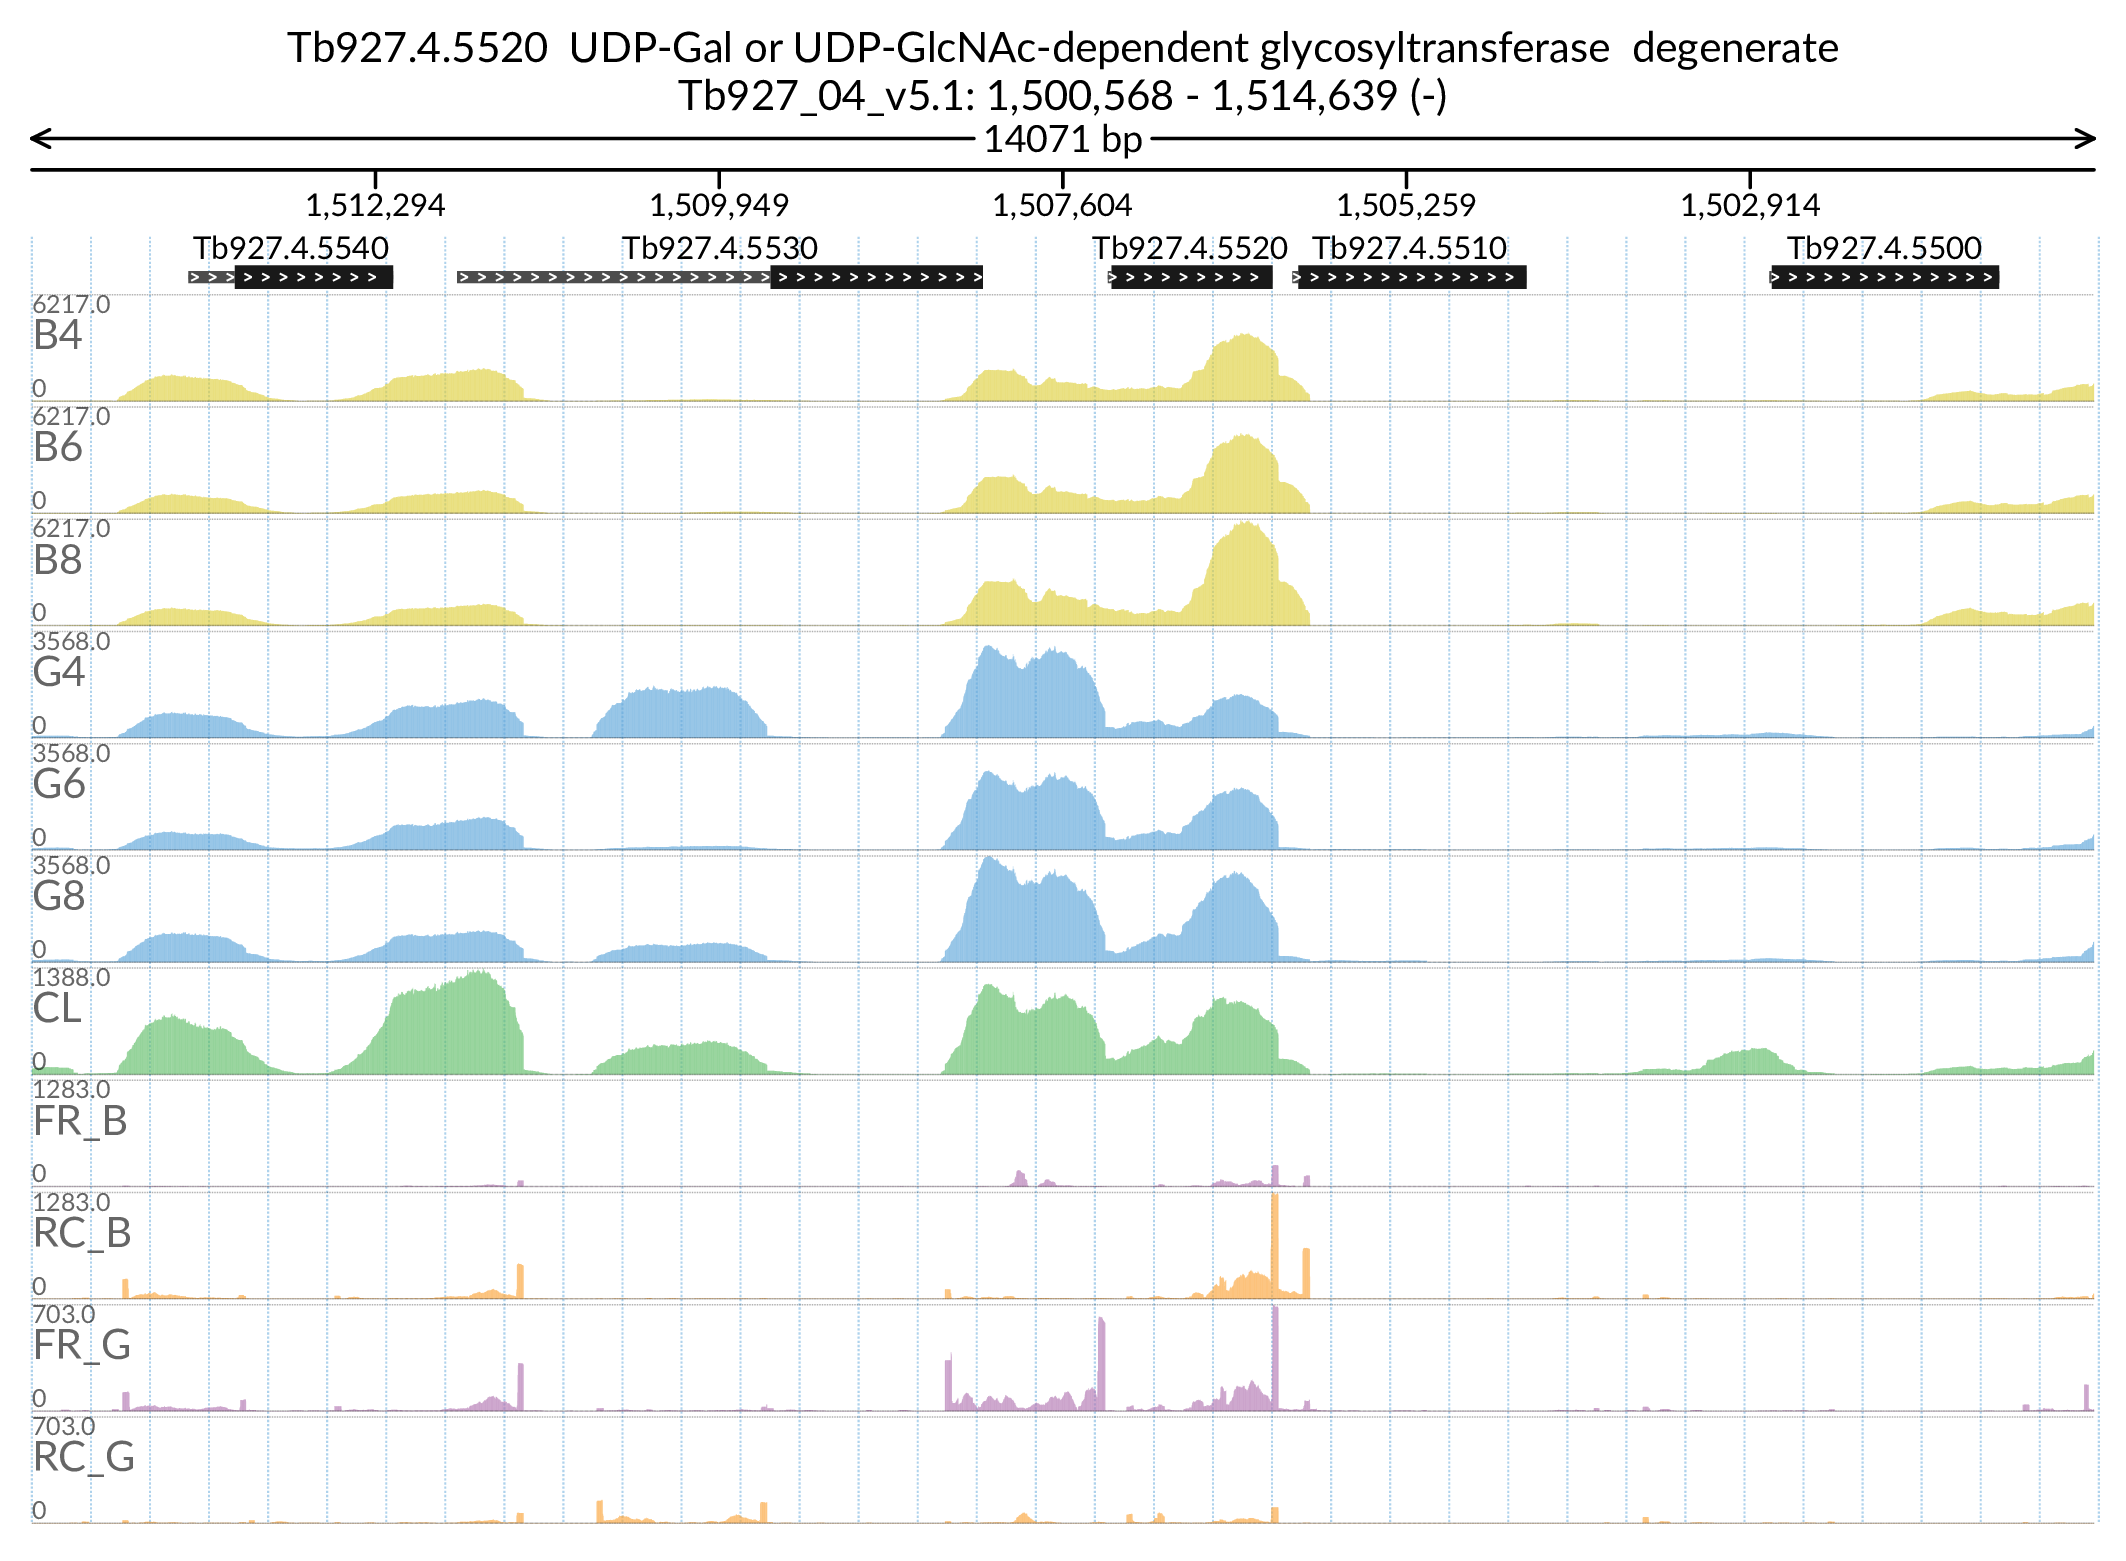 Tb927.4.5520  UDP-Gal or UDP-GlcNAc-dependent glycosyltransferase  degenerate
Tb927_04_v5.1: 1,500,568 - 1,514,639 (-)
14071 bp
1,512,294 1,509,949 1,507,604 1,505,259 1,502,914
Tb927.4.5540 Tb927.4.5530 Tb927.4.5520 Tb927.4.5510 Tb927.4.5500
6217.0
B4
0
6217.0
B6
0
6217.0
B8
0
3568.0
G4
0
3568.0
G6
0
3568.0
G8
0
1388.0
CL
0
1283.0
FR_B
0
1283.0
RC_B
0
703.0
FR_G
0
703.0
RC_G
0